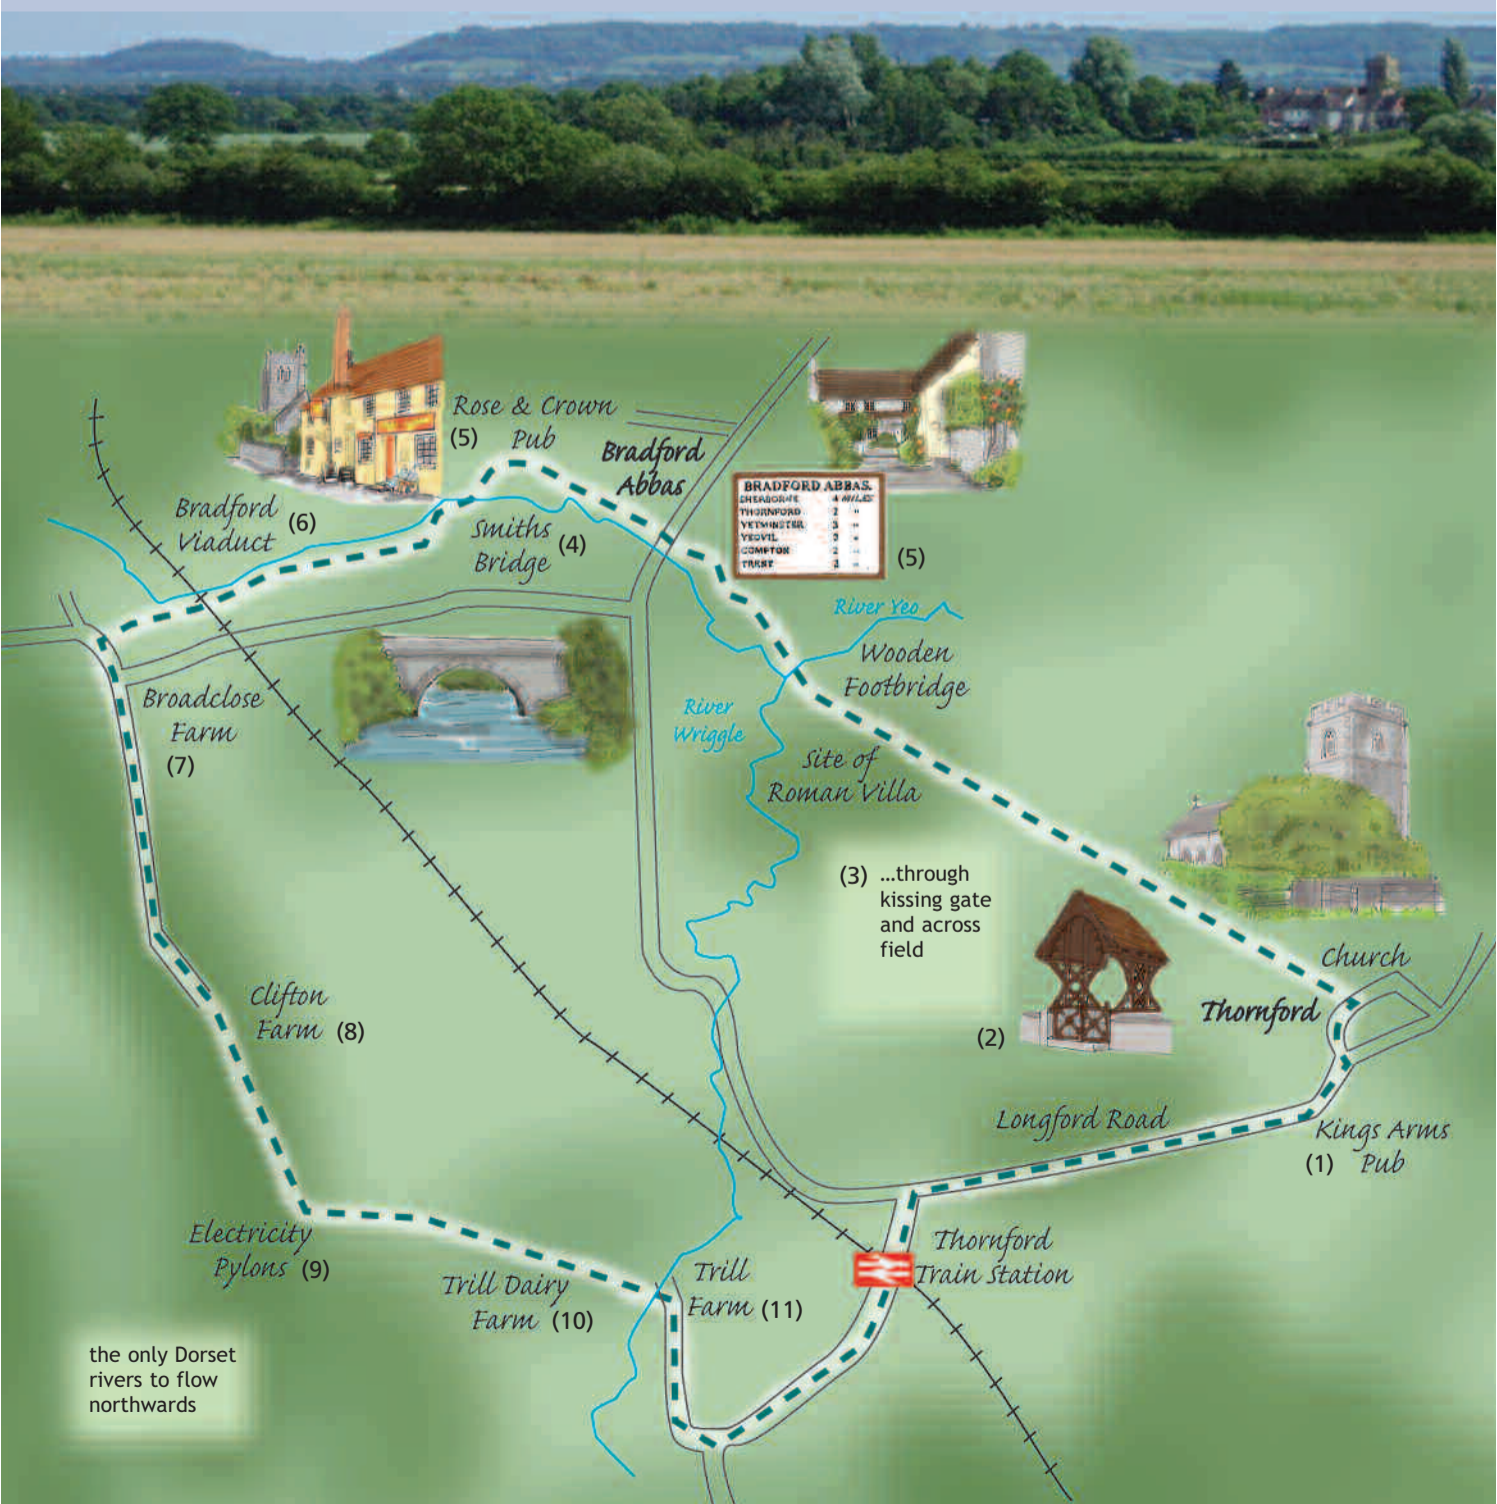 Rose & Crown
(5) Pub
Bradford
Abbas
BRADFORD ABBAS.
SHERBORNE 4 MILES
THORNFORD 2 "
YETMINSTER 3 "
YEOVIL 3 "
COMPTON 2 "
TRENT 3 "
(5)
Bradford (6)
Viaduct
Smiths (4)
Bridge
River Yeo
Wooden
Footbridge
Broadclose
Farm
(7)
River
Wriggle
Site of
Roman Villa
(3) ...through
kissing gate
and across
field
Church
Thornford
(2)
Clifton
Farm (8)
Longford Road
Kings Arms
(1) Pub
Electricity
Pylons (9)
Thornford
Train Station
Trill Dairy
Farm (10)
Trill
Farm (11)
the only Dorset
rivers to flow
northwards